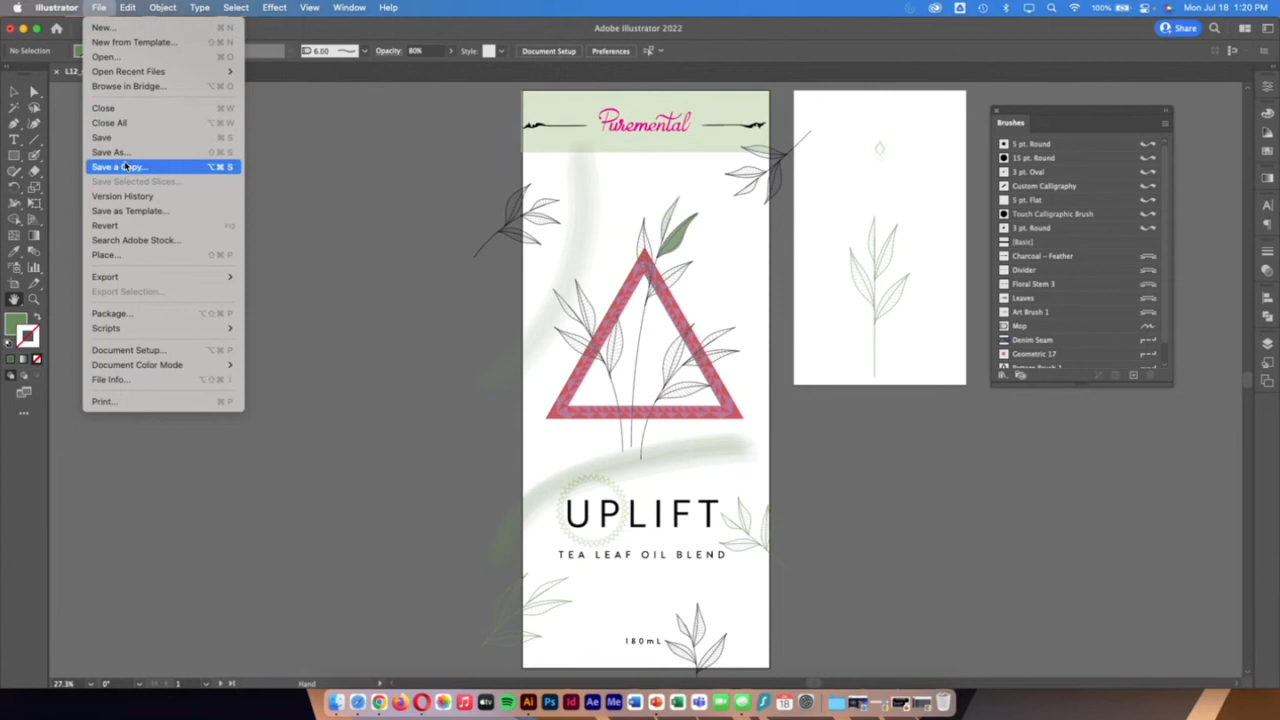 Illustrator File Edit Object Type Select Effect View Window Help 100% Mon Jul 18 1:20 PM
Adobe Illustrator 2022
Share
No Selection
6.00
Opacity: 80%
Style:
Document Setup
Preferences
New... ⌘ N
New from Template... ⇧⌘ N
Open... ⌘ O
Open Recent Files
Browse in Bridge... ⌥⌘ O
Close ⌘ W
Close All ⌥⌘ W
Save ⌘ S
Save As... ⇧⌘ S
Save a Copy... ⌥⌘ S
Save Selected Slices...
Version History
Save as Template...
Revert F12
Search Adobe Stock...
Place... ⇧⌘ P
Export
Export Selection...
Package... ⌥⇧⌘ P
Scripts
Document Setup... ⌥⌘ P
Document Color Mode
File Info... ⌥⇧⌘ I
Print... ⌘ P
Puremental
UPLIFT
TEA LEAF OIL BLEND
180mL
Brushes
5 pt. Round
15 pt. Round
3 pt. Oval
Custom Calligraphy
5 pt. Flat
Touch Calligraphic Brush
3 pt. Round
[Basic]
Charcoal – Feather
Divider
Floral Stem 3
Leaves
Art Brush 1
Mop
Denim Seam
Geometric 17
27.3%
0°
1
Hand